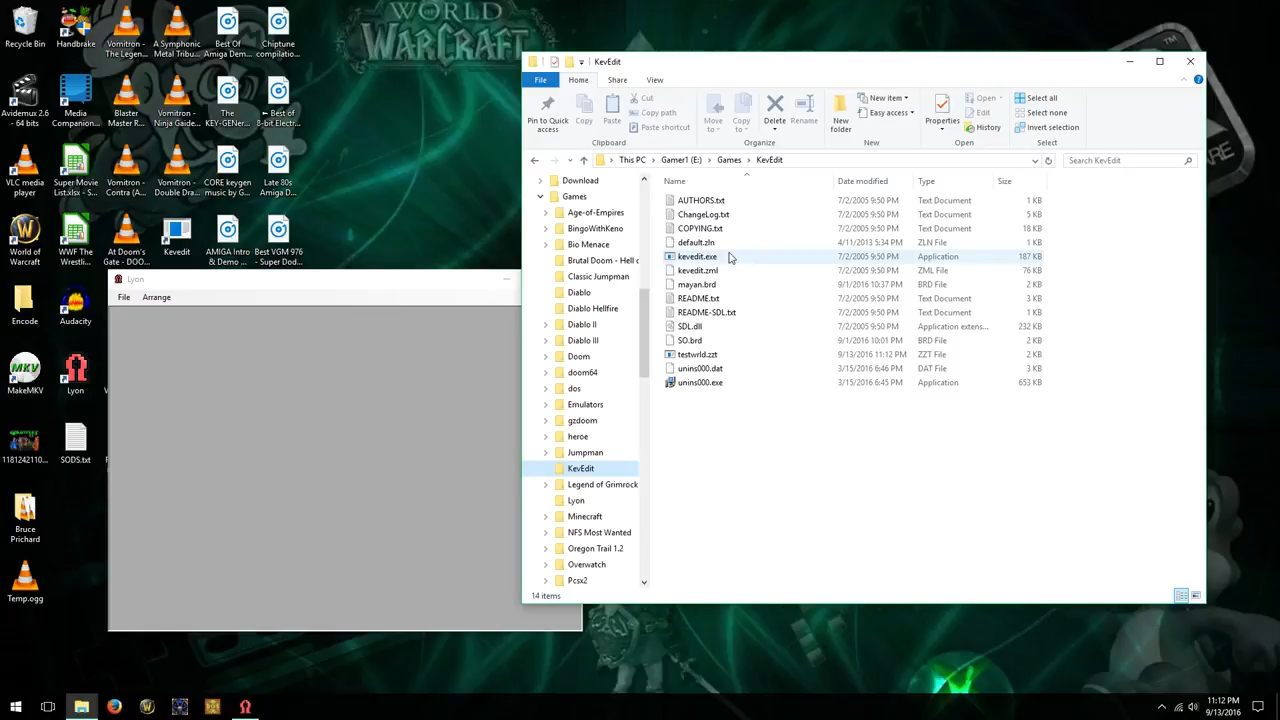 WORLD
OF
WARCRAFT
Recycle Bin
Handbrake
Vomitron -
The Legen...
A Symphonic
Metal Tribu...
Best Of
Amiga Dem...
Chiptune
compilatio...
Avidemux 2.6
- 64 bits
Media
Companion...
Blaster
Master R...
Vomitron -
Ninja Gaide...
The
KEY-GENer...
← Best of
8-bit Electr...
VLC media
player
Super Movie
List.xlsx - S...
Vomitron -
Contra (A...
Vomitron -
Double Dra...
CORE keygen
music by G...
Late 80s
Amiga D...
World of
Warcraft
WWF The
Wrestli...
At Doom's
Gate - DOO...
Kevedit
AMIGA Intro
& Demo ...
Best VGM 976
- Super Dod...
Encode
Audacity
MakeMKV
Lyon
1181242110...
SODS.txt
Bruce
Prichard
Temp.ogg
Lyon
File Arrange
KevEdit
File Home Share View
Pin to Quick
access
Copy
Paste
Cut
Copy path
Paste shortcut
Clipboard
Move
to
Copy
to
Delete
Rename
Organize
New
folder
New item
Easy access
New
Properties
Open
Edit
History
Open
Select all
Select none
Invert selection
Select
This PC > Gamer1 (E:) > Games > KevEdit
Search KevEdit
Download
Games
Age-of-Empires
BingoWithKeno
Bio Menace
Brutal Doom - Hell o
Classic Jumpman
Diablo
Diablo Hellfire
Diablo II
Diablo III
Doom
doom64
dos
Emulators
gzdoom
heroe
Jumpman
KevEdit
Legend of Grimrock
Lyon
Minecraft
NFS Most Wanted
Oregon Trail 1.2
Overwatch
Pcsx2
Name Date modified Type Size
AUTHORS.txt 7/2/2005 9:50 PM Text Document 1 KB
ChangeLog.txt 7/2/2005 9:50 PM Text Document 5 KB
COPYING.txt 7/2/2005 9:50 PM Text Document 18 KB
default.zln 4/11/2013 5:34 PM ZLN File 1 KB
kevedit.exe 7/2/2005 9:50 PM Application 187 KB
kevedit.zml 7/2/2005 9:50 PM ZML File 76 KB
mayan.brd 9/1/2016 10:37 PM BRD File 2 KB
README.txt 7/2/2005 9:50 PM Text Document 3 KB
README-SDL.txt 7/2/2005 9:50 PM Text Document 1 KB
SDL.dll 7/2/2005 9:50 PM Application extens... 232 KB
SO.brd 9/1/2016 10:01 PM BRD File 2 KB
testwrld.zzt 9/13/2016 11:12 PM ZZT File 2 KB
unins000.dat 3/15/2016 6:46 PM DAT File 3 KB
unins000.exe 3/15/2016 6:45 PM Application 653 KB
14 items
11:12 PM
9/13/2016